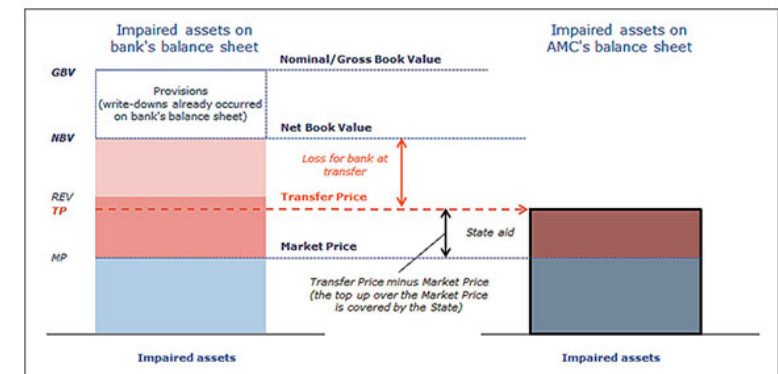 Impaired assets on
bank's balance sheet
Impaired assets on
AMC's balance sheet
Nominal/Gross Book Value
GBV
Provisions
(write-downs already occurred
on bank's balance sheet)
Net Book Value
NBV
Loss for bank at
transfer
REV
Transfer Price
TP
State aid
Market Price
MP
Transfer Price minus Market Price
(the top up over the Market Price
is covered by the State)
Impaired assets
Impaired assets